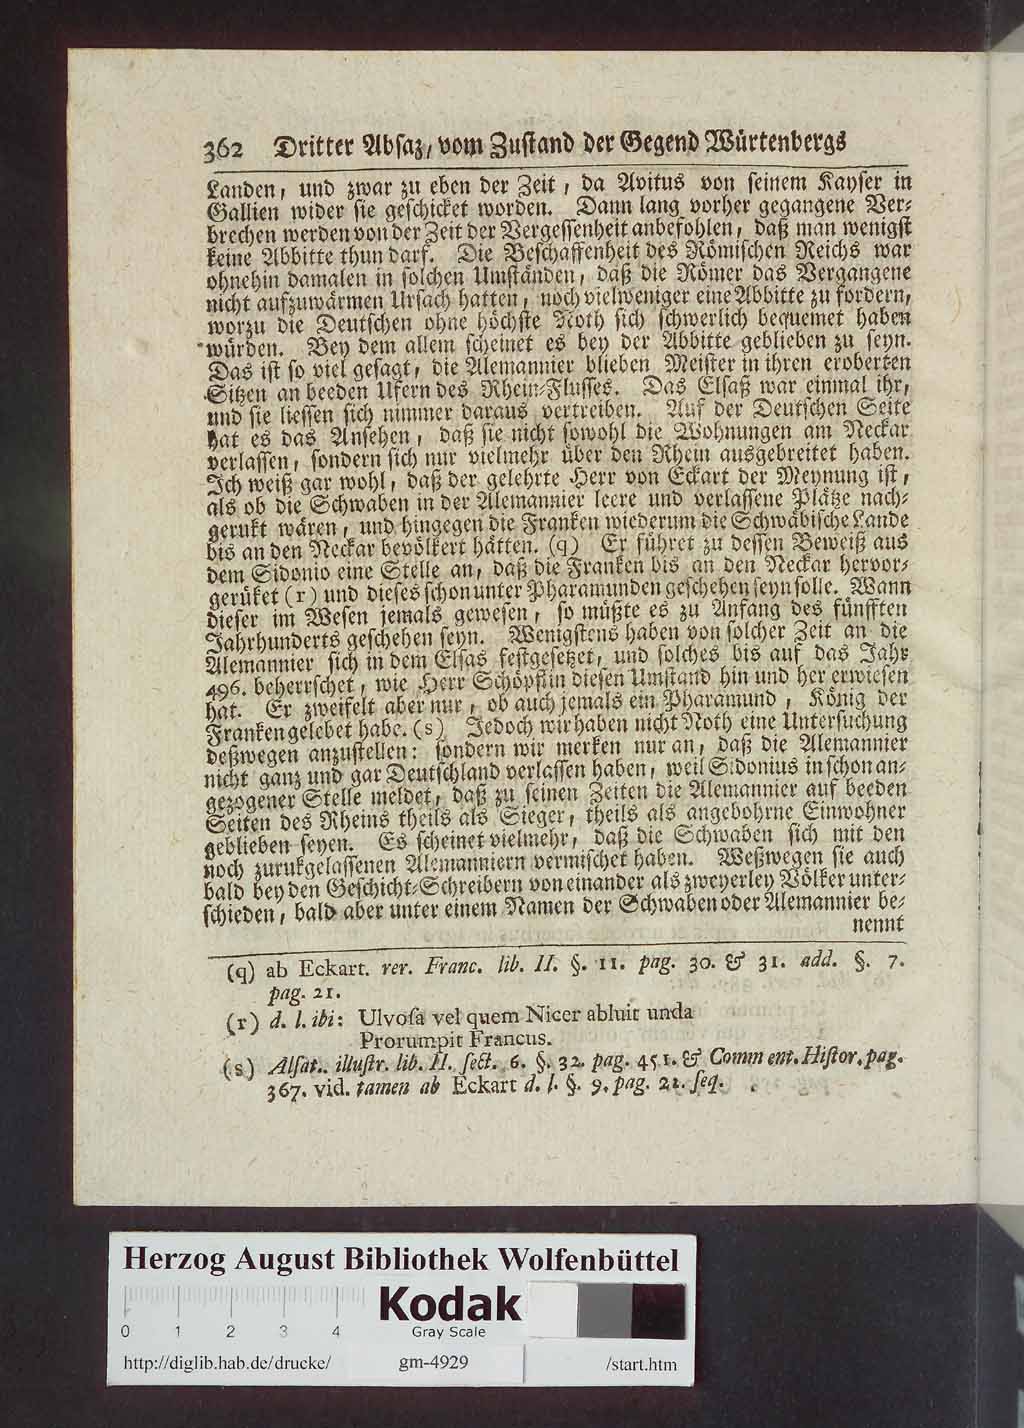 362 Dritter Absaz, vom Zustand der Gegend Würtenbergs
Landen, und zwar zu eben der Zeit, da Avitus von seinem Kayser in
Gallien wider sie geschicket worden. Dann lang vorher gegangene Ver-
brechen werden von der Zeit der Vergessenheit anbefohlen, daß man wenigst
keine Abbitte thun darf. Die Beschaffenheit des Römischen Reichs war
ohnehin damalen in solchen Umständen, daß die Römer das Vergangene
nicht aufzuwärmen Ursach hatten, noch vielweniger eine Abbitte zu fordern,
worzu die Deutschen ohne höchste Noth sich schwerlich bequemet haben
würden. Bey dem allem scheinet es bey der Abbitte geblieben zu seyn.
Das ist so viel gesagt, die Alemannier blieben Meister in ihren eroberten
Sitzen an beeden Ufern des Rhein-Flusses. Das Elsaß war einmal ihr,
und sie liessen sich nimmer daraus vertreiben. Auf der Deutschen Seite
hat es das Ansehen, daß sie nicht sowohl die Wohnungen am Neckar
verlassen, sondern sich nur vielmehr über den Rhein ausgebreitet haben.
Ich weiß gar wohl, daß der gelehrte Herr von Eckart der Meynung ist,
als ob die Schwaben in der Alemannier leere und verlassene Plätze nach-
gerukt wären, und hingegen die Franken wiederum die Schwäbische Lande
bis an den Neckar bevölkert hätten. (q) Er führet zu dessen Beweiß aus
dem Sidonio eine Stelle an, daß die Franken bis an den Neckar hervor-
gerüket (r) und dieses schon unter Pharamunden geschehen seyn solle. Wann
dieser im Wesen jemals gewesen, so müßte es zu Anfang des fünfften
Jahrhunderts geschehen seyn. Wenigstens haben von solcher Zeit an die
Alemannier sich in dem Elsas festgesetzet, und solches bis auf das Jahr
496. beherrschet, wie Herr Schöpflin diesen Umstand hin und her erwiesen
hat. Er zweifelt aber nur, ob auch jemals ein Pharamund, König der
Franken gelebet habe. (s) Jedoch wir haben nicht Noth eine Untersuchung
deßwegen anzustellen: sondern wir merken nur an, daß die Alemannier
nicht ganz und gar Deutschland verlassen haben, weil Sidonius in schon an-
gezogener Stelle meldet, daß zu seinen Zeiten die Alemannier auf beeden
Seiten des Rheins theils als Sieger, theils als angebohrne Einwohner
geblieben seyen. Es scheinet vielmehr, daß die Schwaben sich mit den
noch zurukgelassenen Alemanniern vermischet haben. Weßwegen sie auch
bald bey den Geschicht-Schreibern von einander als zweyerley Völker unter-
schieden, bald aber unter einem Namen der Schwaben oder Alemannier be-
nennt
(q) ab Eckart. rer. Franc. lib. II. §. 11. pag. 30. & 31. add. §. 7.
pag. 21.
(r) d. l. ibi: Ulvosa vel quem Nicer abluit unda
Prorumpit Francus.
(s) Alsat. illustr. lib. II. sect. 6. §. 32. pag. 451. & Comment. Histor. pag.
367. vid. tamen ab Eckart d. l. §. 9. pag. 21. seq.
Herzog August Bibliothek Wolfenbüttel
Kodak
0 1 2 3 4 Gray Scale
http://diglib.hab.de/drucke/ gm-4929 /start.htm